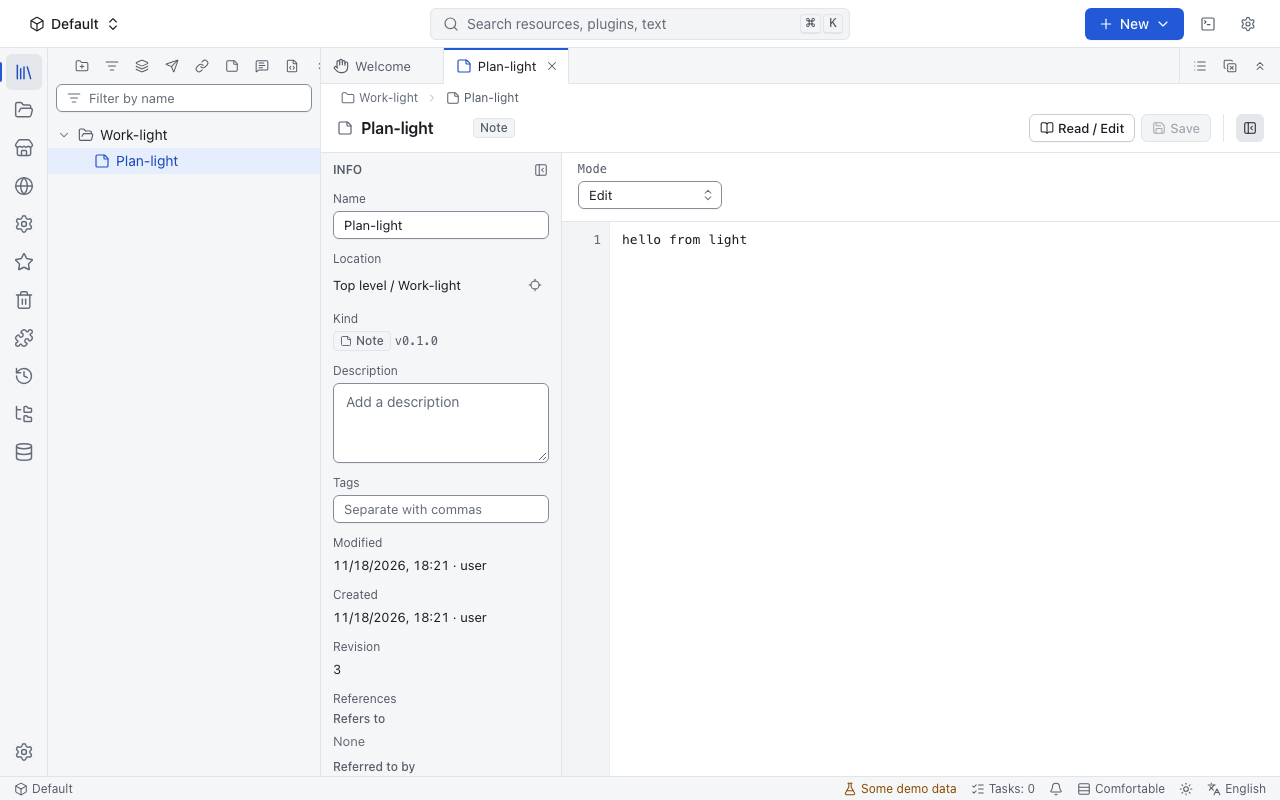 Default
Search resources, plugins, text
⌘ K
New
Welcome
Plan-light
Filter by name
Work-light
Plan-light
Work-light
Plan-light
Plan-light
Note
Read / Edit
Save
INFO
Name
Plan-light
Location
Top level / Work-light
Kind
Note v0.1.0
Description
Add a description
Tags
Separate with commas
Modified
11/18/2026, 18:21 · user
Created
11/18/2026, 18:21 · user
Revision
3
References
Refers to
None
Referred to by
Mode
Edit
1 hello from light
Default
Some demo data
Tasks: 0
Comfortable
English